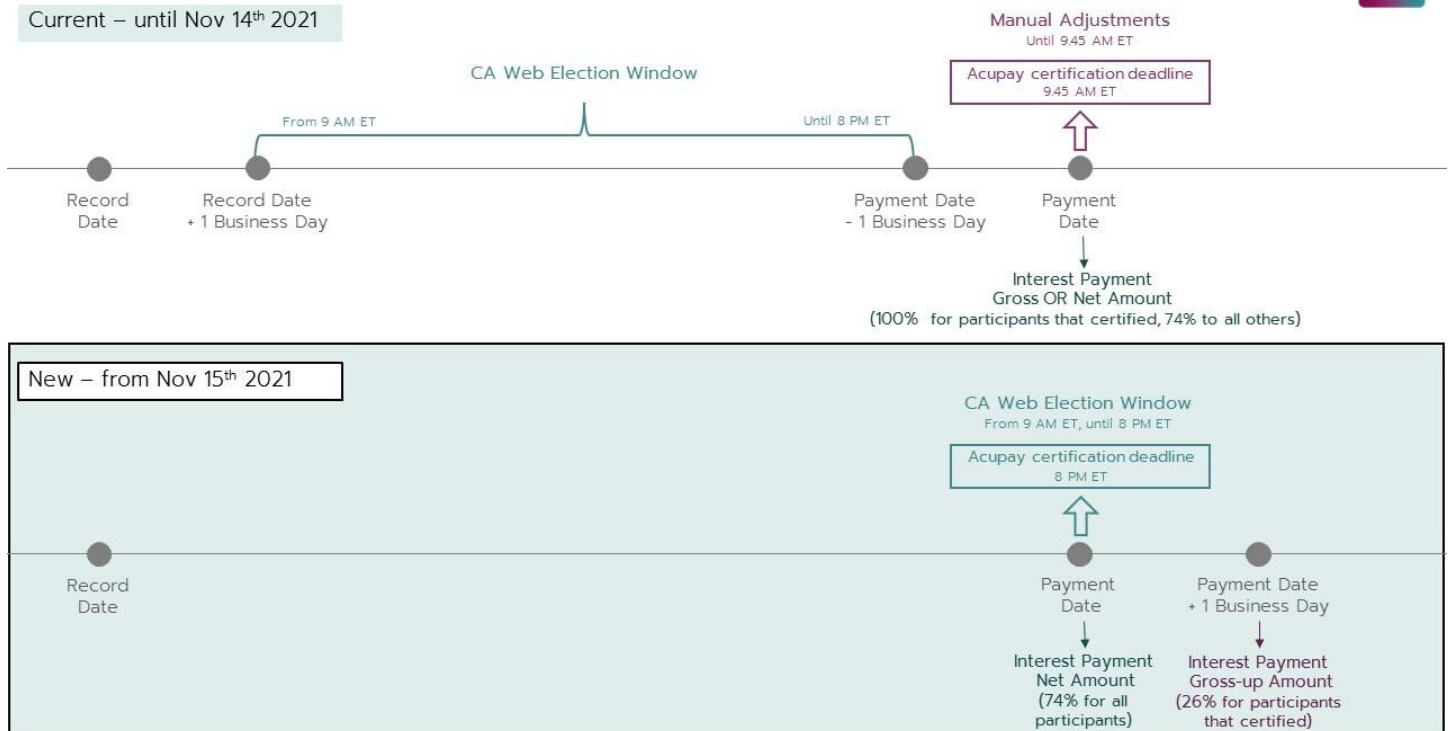 Current – until Nov 14th 2021
Manual Adjustments
Until 9.45 AM ET
Acupay certification deadline
9.45 AM ET
CA Web Election Window
From 9 AM ET
Until 8 PM ET
Record
Date
Record Date
+ 1 Business Day
Payment Date
- 1 Business Day
Payment
Date
Interest Payment
Gross OR Net Amount
(100% for participants that certified, 74% to all others)
New – from Nov 15th 2021
CA Web Election Window
From 9 AM ET, until 8 PM ET
Acupay certification deadline
8 PM ET
Record
Date
Payment
Date
Payment Date
+ 1 Business Day
Interest Payment
Net Amount
(74% for all
participants)
Interest Payment
Gross-up Amount
(26% for participants
that certified)